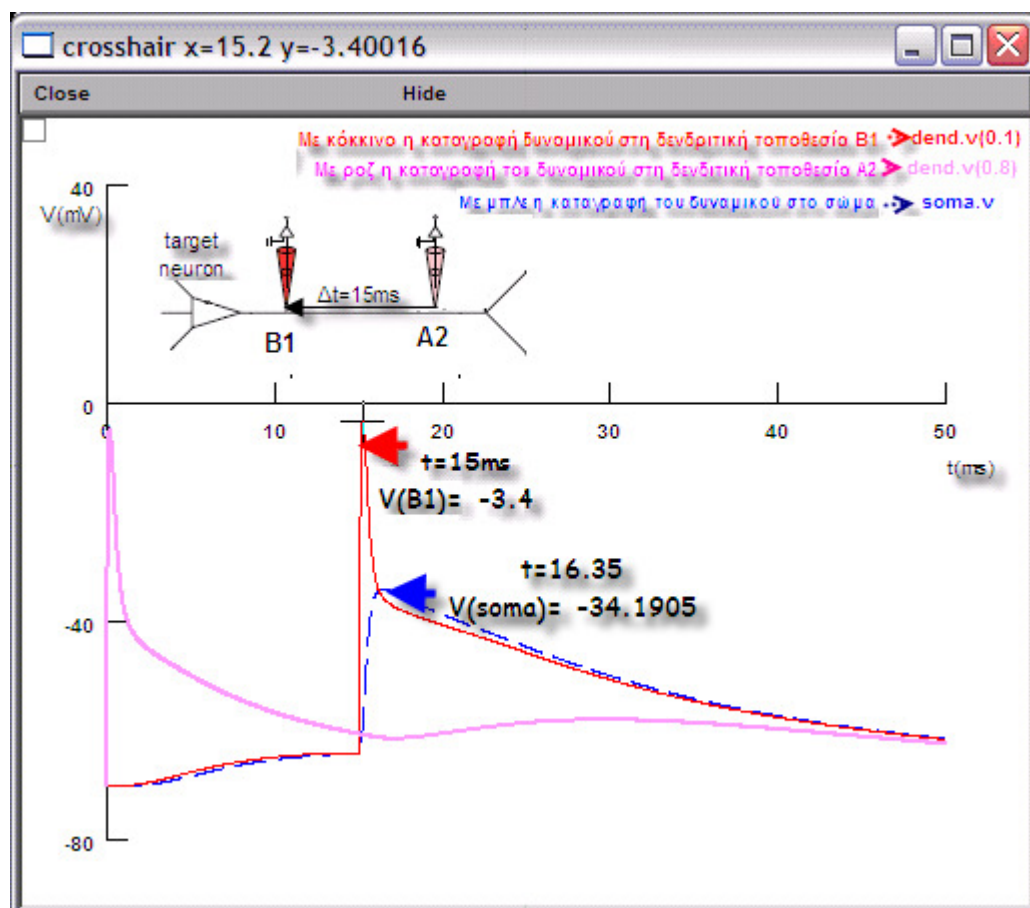 crosshair x=15.2 y=-3.40016
Close Hide
Με κόκκινο η καταγραφή δυναμικού στη δενδριτική τοποθεσία B1 dend.v(0.1)
Με ροζ η καταγραφή του δυναμικού στη δενδιτική τοποθεσία A2 dend.v(0.8)
Με μπλε η καταγραφή του δυναμικού στο σώμα soma.v
40
V(mV)
target
neuron
Δt=15ms
B1 A2
0
0 10 20 30 40 50
t(ms)
t=15ms
V(B1)= -3.4
t=16.35
V(soma)= -34.1905
-40
-80